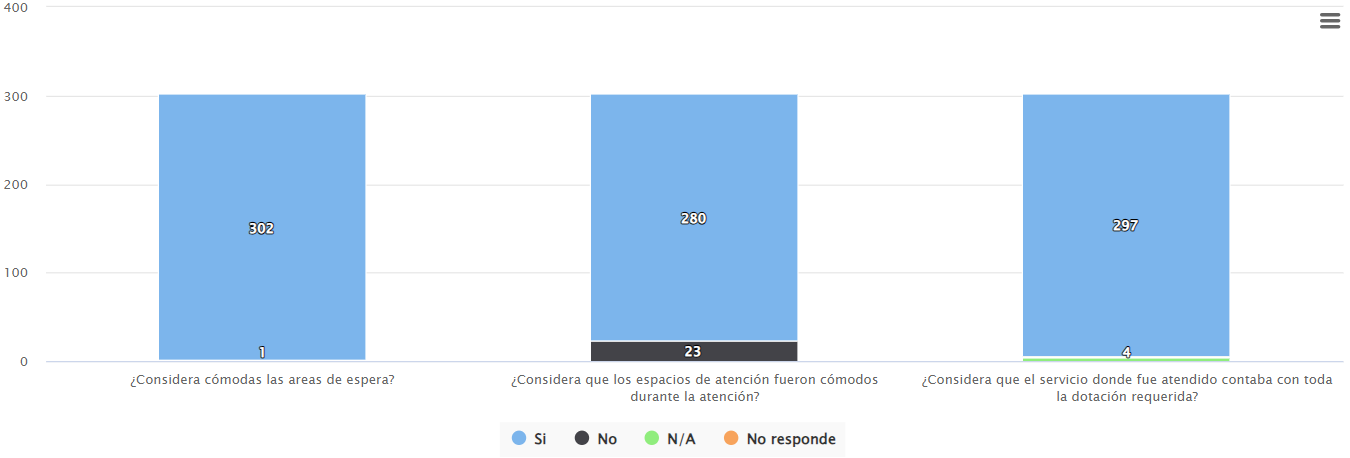 400
300
200
100
0
302
1
280
23
297
4
¿Considera cómodas las areas de espera?
¿Considera que los espacios de atención fueron cómodos
durante la atención?
¿Considera que el servicio donde fue atendido contaba con toda
la dotación requerida?
Si No N/A No responde